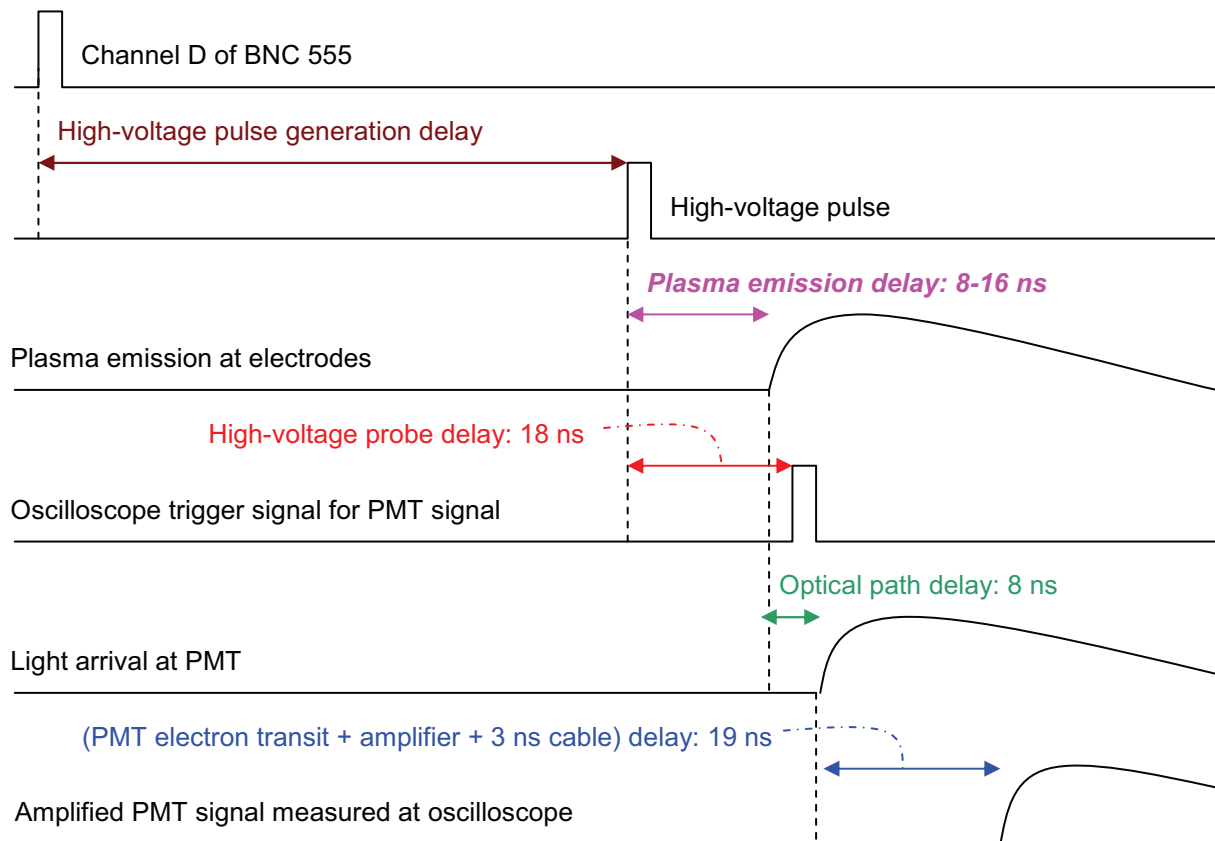 Channel D of BNC 555
High-voltage pulse generation delay
High-voltage pulse
Plasma emission delay: 8-16 ns
Plasma emission at electrodes
High-voltage probe delay: 18 ns
Oscilloscope trigger signal for PMT signal
Optical path delay: 8 ns
Light arrival at PMT
(PMT electron transit + amplifier + 3 ns cable) delay: 19 ns
Amplified PMT signal measured at oscilloscope